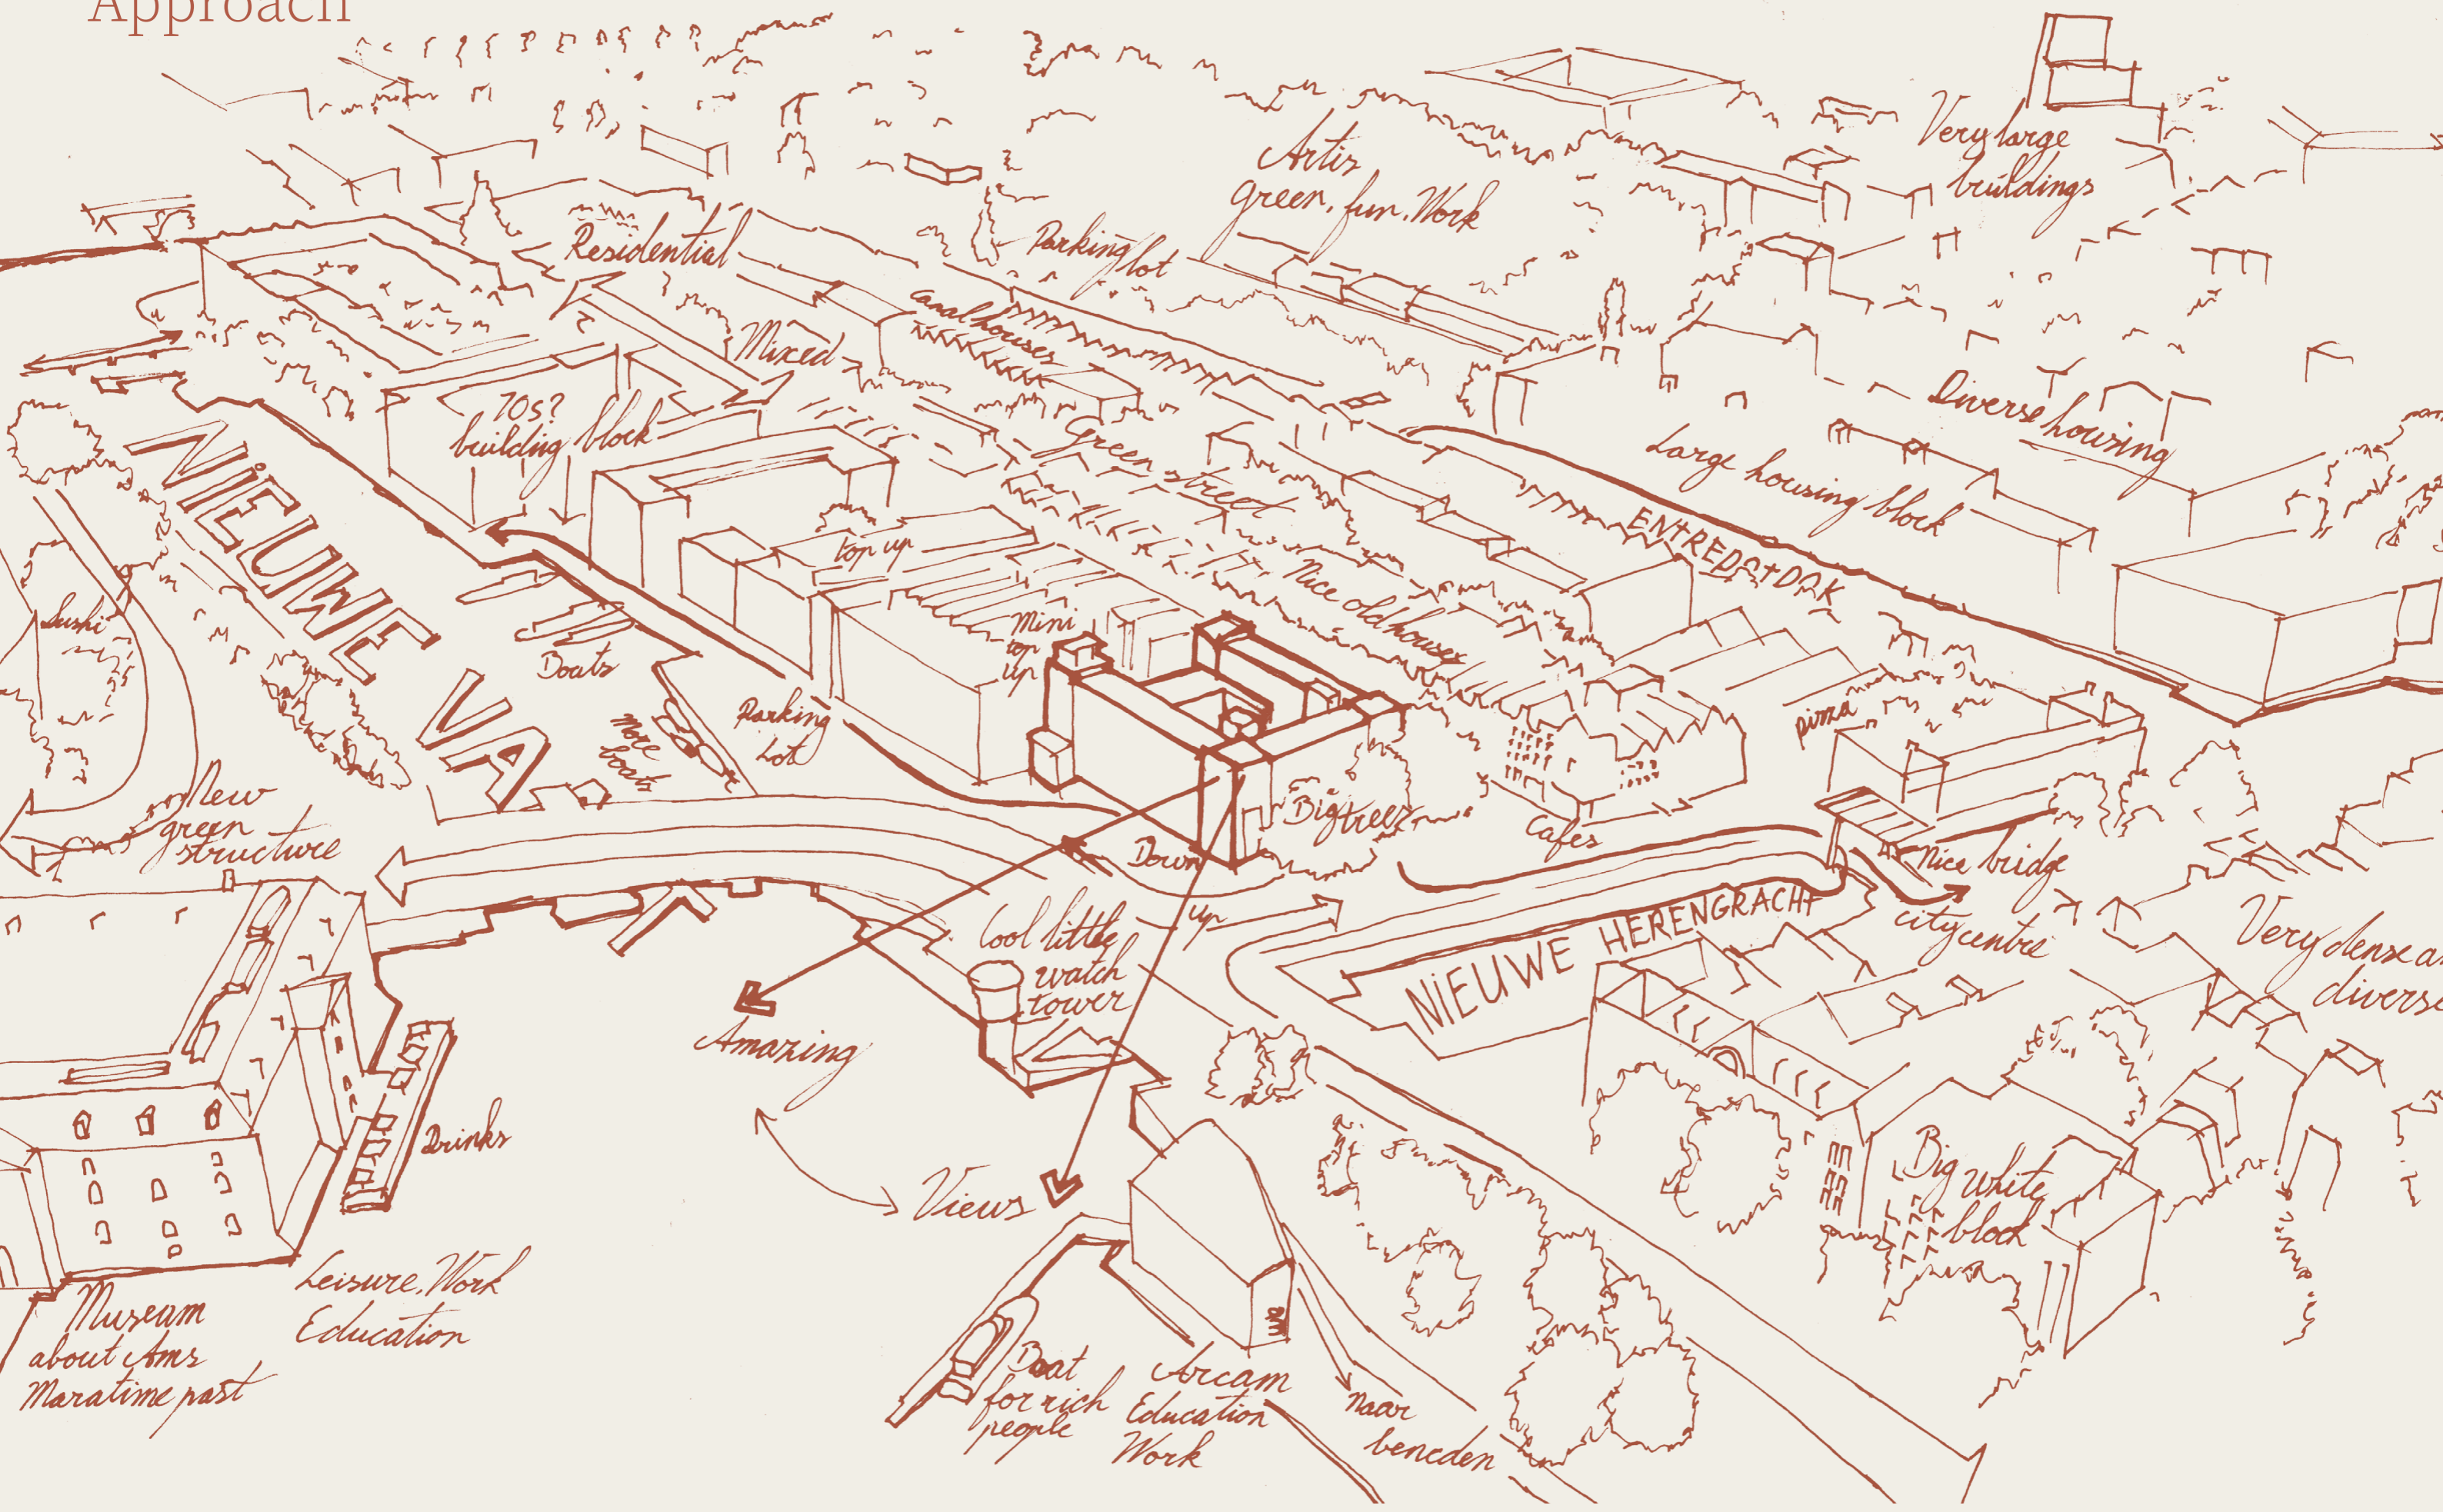 Approach
Very large
buildings
Artis
green, fun, Work
Residential
Parking lot
canal houses
Mixed
70s?
building block
Diverse housing
Large housing block
Green street
ENTREDOTDOK
NIEUWE VA
top up
Nice old houses
Mini
top
up
Sushi
Boats
More
boats
Parking
Lot
pizza
Big trees
Cafes
New
green
structure
Down
Nice bridge
up
city centre
NIEUWE HERENGRACHT
Cool little
watch
tower
Very dense a
diverse
Amazing
Views
Drinks
Big white
block
Leisure, Work
Education
Museam
about Ams
Maratime past
Boat
for rich
people
Arcam
Education
Work
Naar
beneden